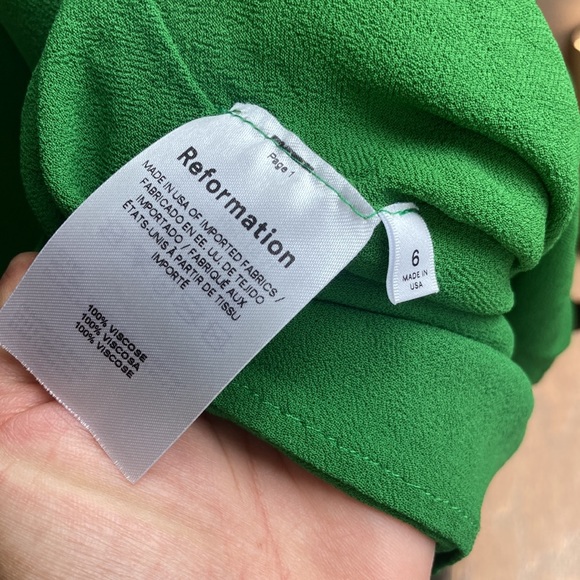 Page 1
Reformation
MADE IN USA OF IMPORTED FABRICS /
FABRICADO EN EE. UU. DE TEJIDO
IMPORTADO / FABRIQUÉ AUX
ÉTATS-UNIS À PARTIR DE TISSU
IMPORTÉ
100% VISCOSE
100% VISCOSA
100% VISCOSE
6
MADE IN
USA